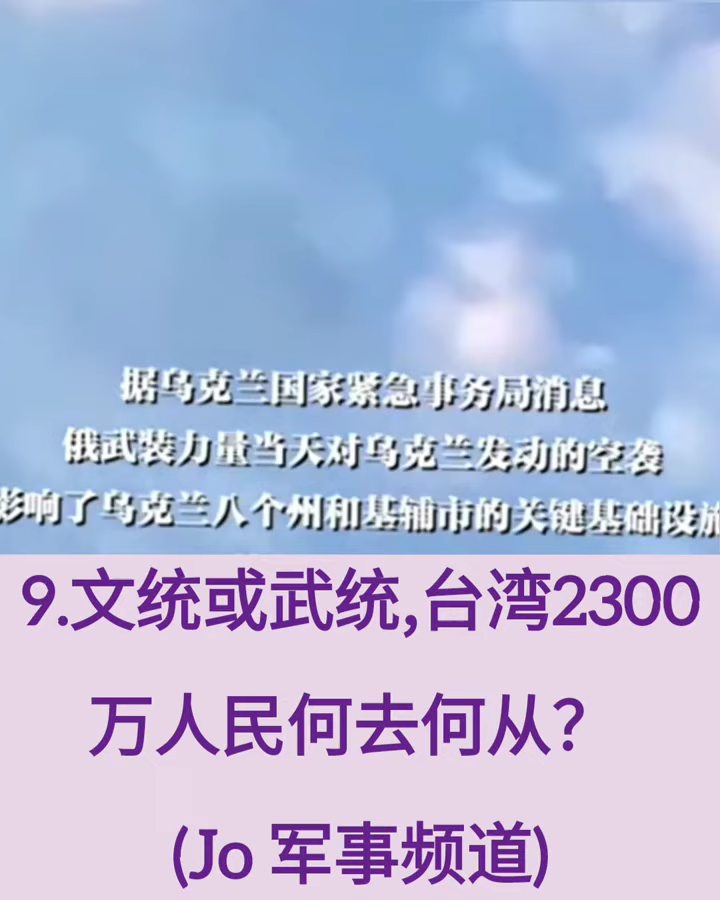 据乌克兰国家紧急事务局消息
俄武装力量当天对乌克兰发动的空袭
影响了乌克兰八个州和基辅市的关键基础设施
9.文统或武统,台湾2300
万人民何去何从？
(Jo 军事频道)